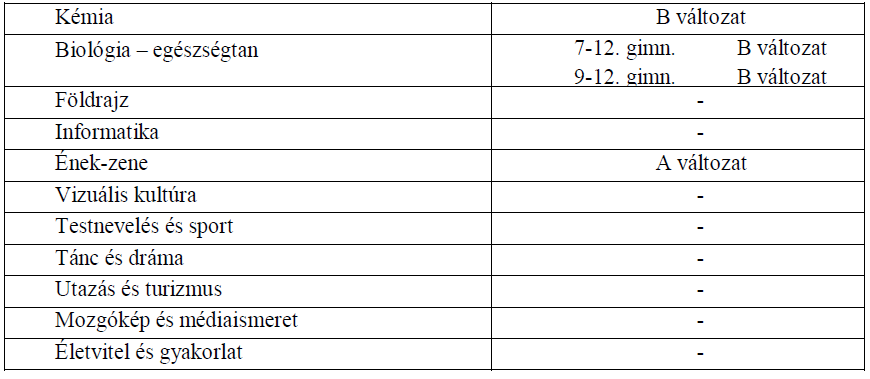 Kémia B változat
Biológia – egészségtan 7-12. gimn. B változat
9-12. gimn. B változat
Földrajz -
Informatika -
Ének-zene A változat
Vizuális kultúra -
Testnevelés és sport -
Tánc és dráma -
Utazás és turizmus -
Mozgókép és médiaismeret -
Életvitel és gyakorlat -